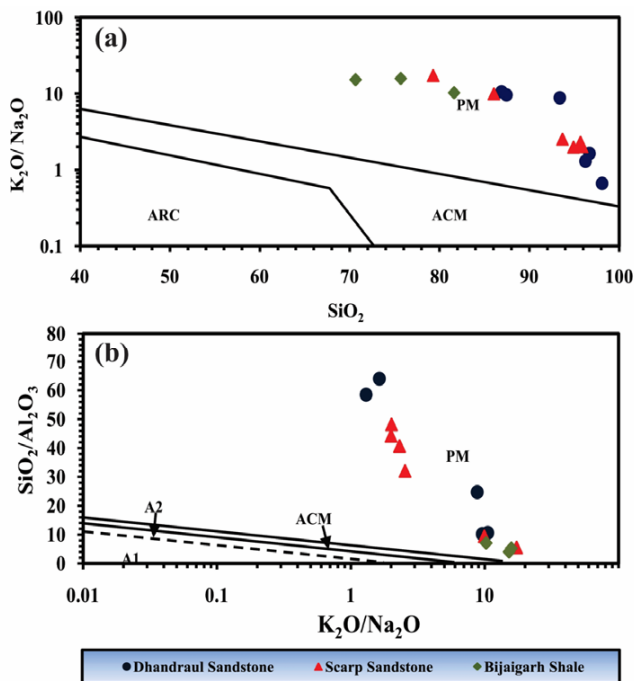 (a)
100
10
1
0.1
K₂O/ Na₂O
PM
ARC
ACM
40 50 60 70 80 90 100
SiO₂
(b)
80
70
60
50
40
30
20
10
0
SiO₂/Al₂O₃
PM
A2
ACM
A1
0.01 0.1 1 10
K₂O/Na₂O
Dhandraul Sandstone Scarp Sandstone Bijaigarh Shale